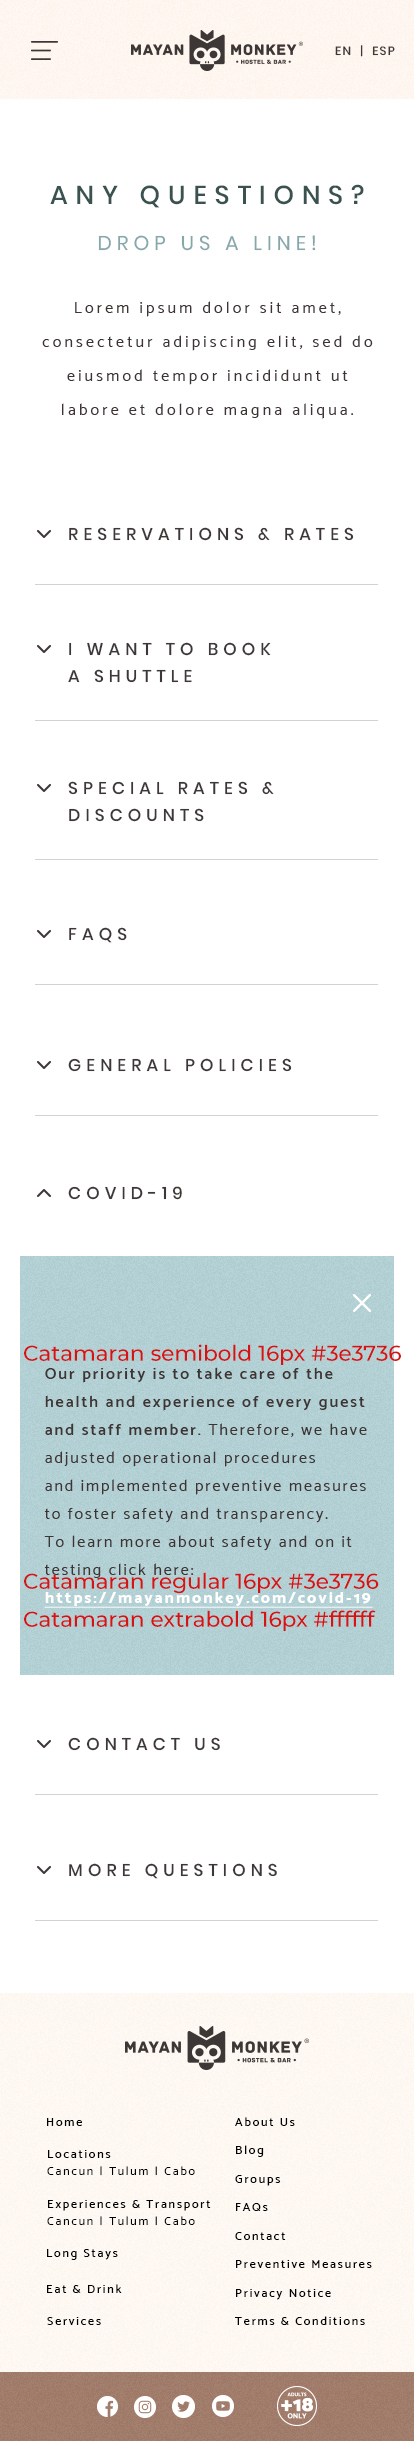 MAYAN MONKEY®
• HOSTEL & BAR •
EN | ESP
ANY QUESTIONS?
DROP US A LINE!
Lorem ipsum dolor sit amet,
consectetur adipiscing elit, sed do
eiusmod tempor incididunt ut
labore et dolore magna aliqua.
RESERVATIONS & RATES
I WANT TO BOOK
A SHUTTLE
SPECIAL RATES &
DISCOUNTS
FAQS
GENERAL POLICIES
COVID-19
Catamaran semibold 16px #3e3736
Our priority is to take care of the
health and experience of every guest
and staff member. Therefore, we have
adjusted operational procedures
and implemented preventive measures
to foster safety and transparency.
To learn more about safety and on it
testing click here:
Catamaran regular 16px #3e3736
https://mayanmonkey.com/covid-19
Catamaran extrabold 16px #ffffff
CONTACT US
MORE QUESTIONS
MAYAN MONKEY®
• HOSTEL & BAR •
Home
Locations
Cancun | Tulum | Cabo
Experiences & Transport
Cancun | Tulum | Cabo
Long Stays
Eat & Drink
Services
About Us
Blog
Groups
FAQs
Contact
Preventive Measures
Privacy Notice
Terms & Conditions
ADULTS
+18
ONLY